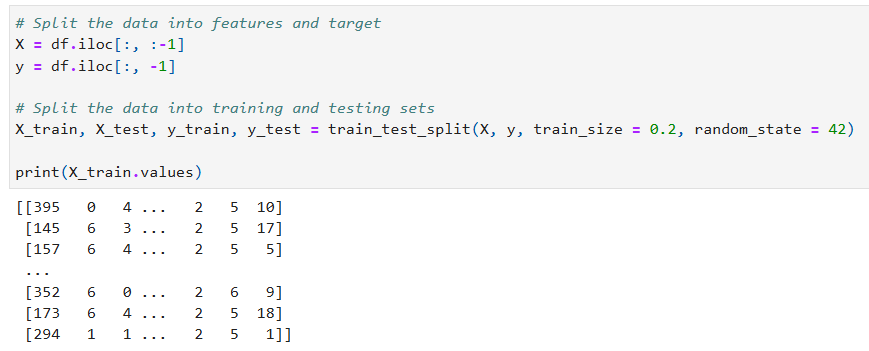 # Split the data into features and target
X = df.iloc[:, :-1]
y = df.iloc[:, -1]
# Split the data into training and testing sets
X_train, X_test, y_train, y_test = train_test_split(X, y, train_size = 0.2, random_state = 42)
print(X_train.values)
[[395   0   4 ...   2   5  10]
 [145   6   3 ...   2   5  17]
 [157   6   4 ...   2   5   5]
 ...
 [352   6   0 ...   2   6   9]
 [173   6   4 ...   2   5  18]
 [294   1   1 ...   2   5   1]]